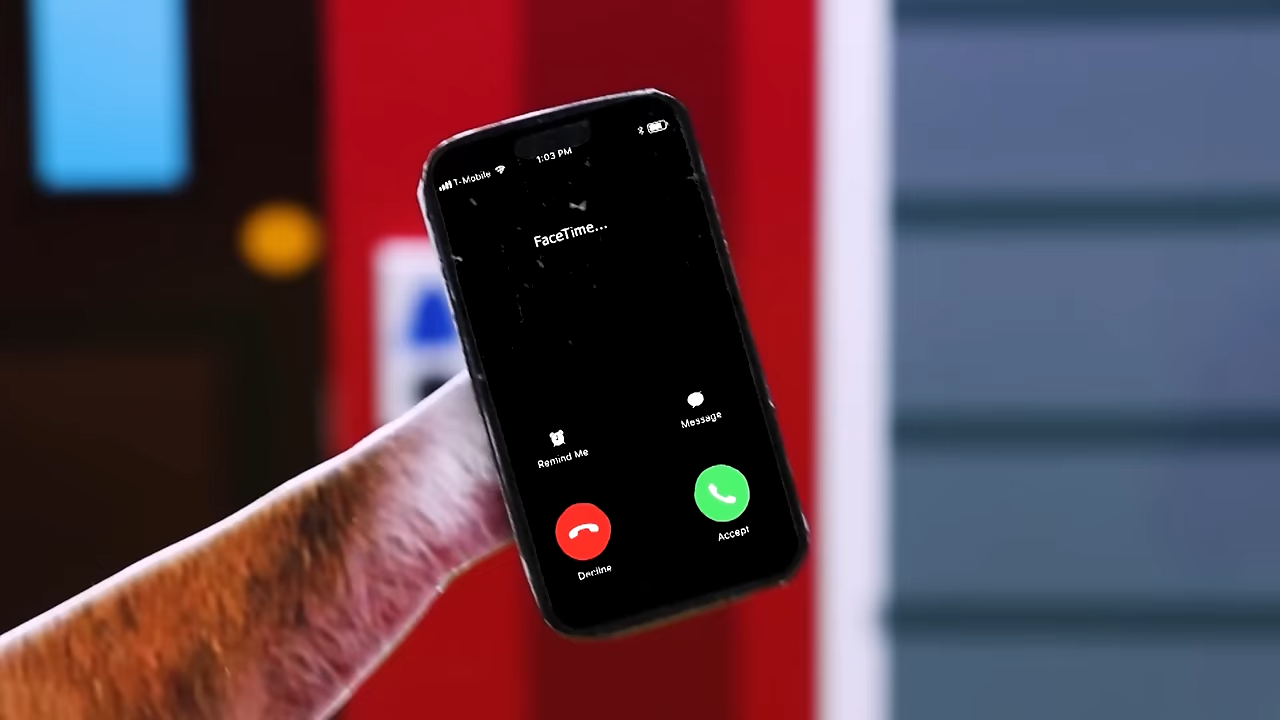 T-Mobile 1:03 PM
FaceTime...
Remind Me
Message
Decline
Accept